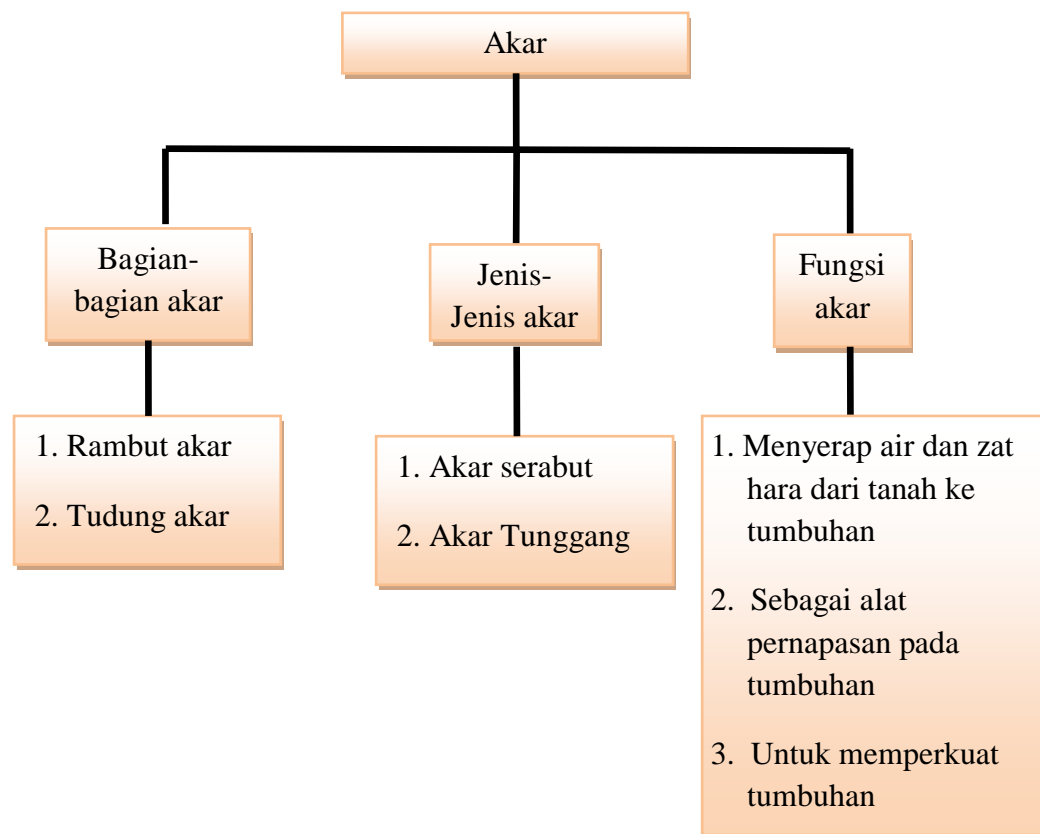 Akar
Bagian-
bagian akar
Jenis-
Jenis akar
Fungsi
akar
1. Rambut akar
2. Tudung akar
1. Akar serabut
2. Akar Tunggang
1. Menyerap air dan zat
hara dari tanah ke
tumbuhan
2. Sebagai alat
pernapasan pada
tumbuhan
3. Untuk memperkuat
tumbuhan